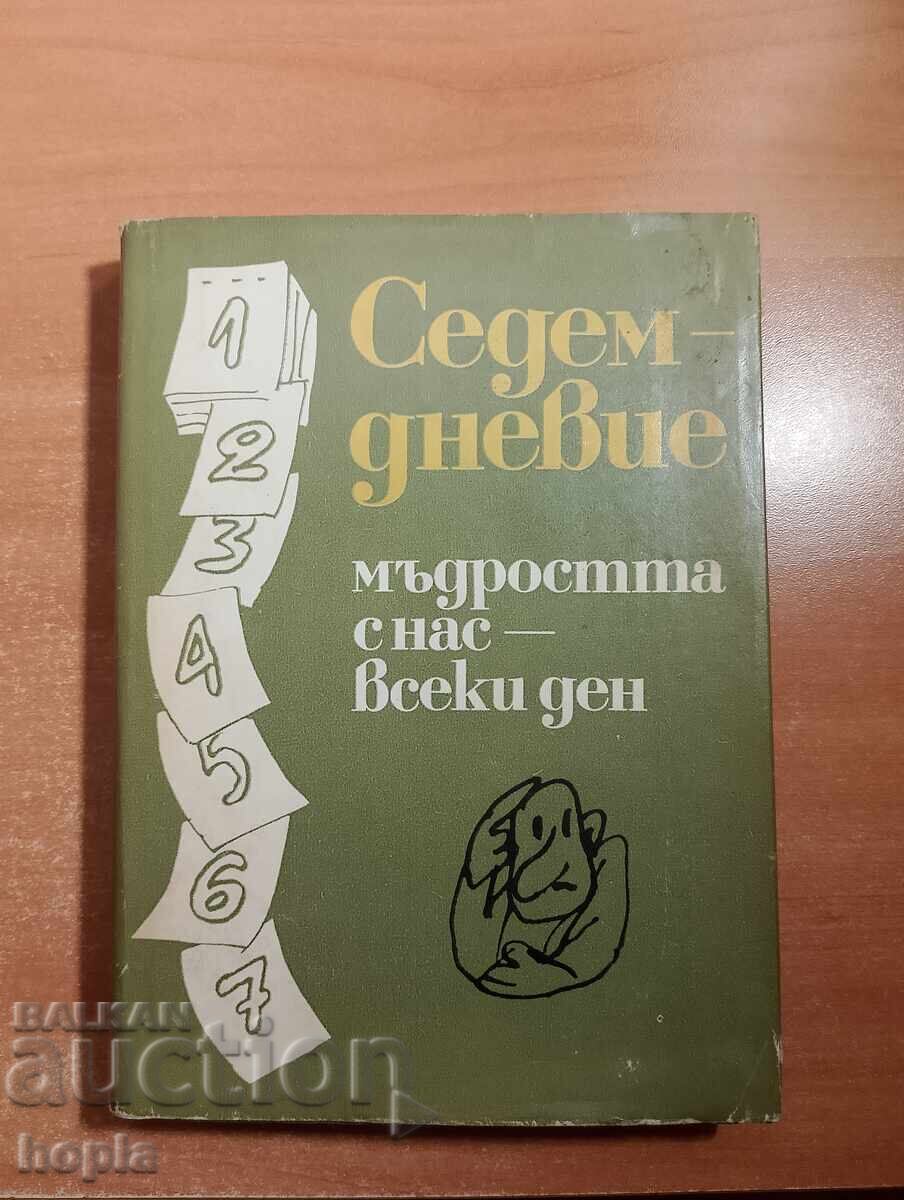 1
2
3
4
5
6
7
Седем-
дневие
мъдростта
с нас —
всеки ден
BALKAN
auction
hopla